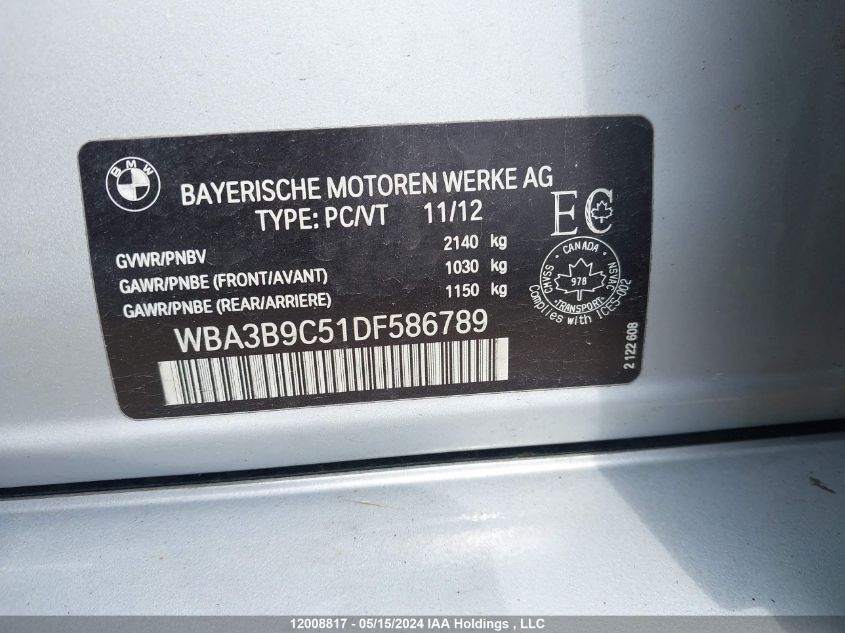 BMW
BAYERISCHE MOTOREN WERKE AG
TYPE: PC/VT 11/12
EC
GVWR/PNBV 2140 kg
GAWR/PNBE (FRONT/AVANT) 1030 kg
GAWR/PNBE (REAR/ARRIERE) 1150 kg
CANADA
CMVSS NSVAC
978
TRANSPORT
Complies with ICES-002
WBA3B9C51DF586789
2 122 608
12008817 - 05/15/2024 IAA Holdings , LLC